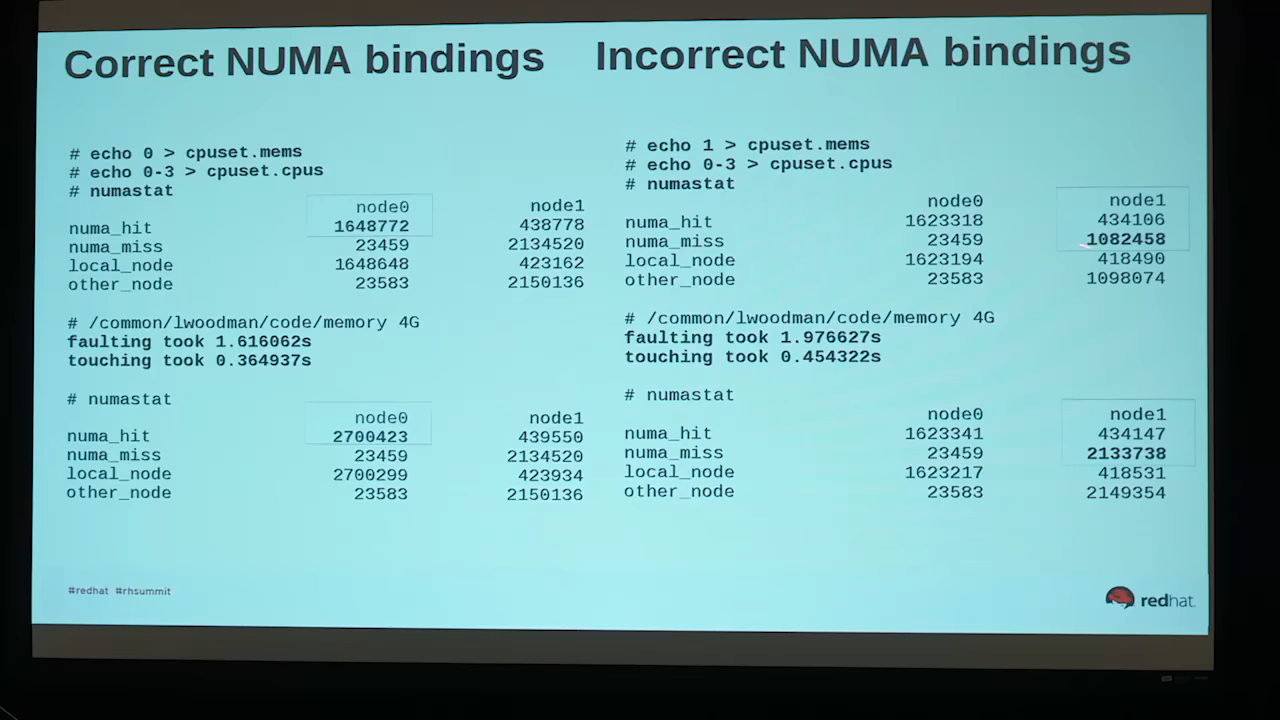 Correct NUMA bindings
# echo 0 > cpuset.mems
# echo 0-3 > cpuset.cpus
# numastat
node0 node1
numa_hit 1648772 438778
numa_miss 23459 2134520
local_node 1648648 423162
other_node 23583 2150136
# /common/lwoodman/code/memory 4G
faulting took 1.616062s
touching took 0.364937s
# numastat
node0 node1
numa_hit 2700423 439550
numa_miss 23459 2134520
local_node 2700299 423934
other_node 23583 2150136
Incorrect NUMA bindings
# echo 1 > cpuset.mems
# echo 0-3 > cpuset.cpus
# numastat
node0 node1
numa_hit 1623318 434106
numa_miss 23459 1082458
local_node 1623194 418490
other_node 23583 1098074
# /common/lwoodman/code/memory 4G
faulting took 1.976627s
touching took 0.454322s
# numastat
node0 node1
numa_hit 1623341 434147
numa_miss 23459 2133738
local_node 1623217 418531
other_node 23583 2149354
#redhat #rhsummit
redhat.